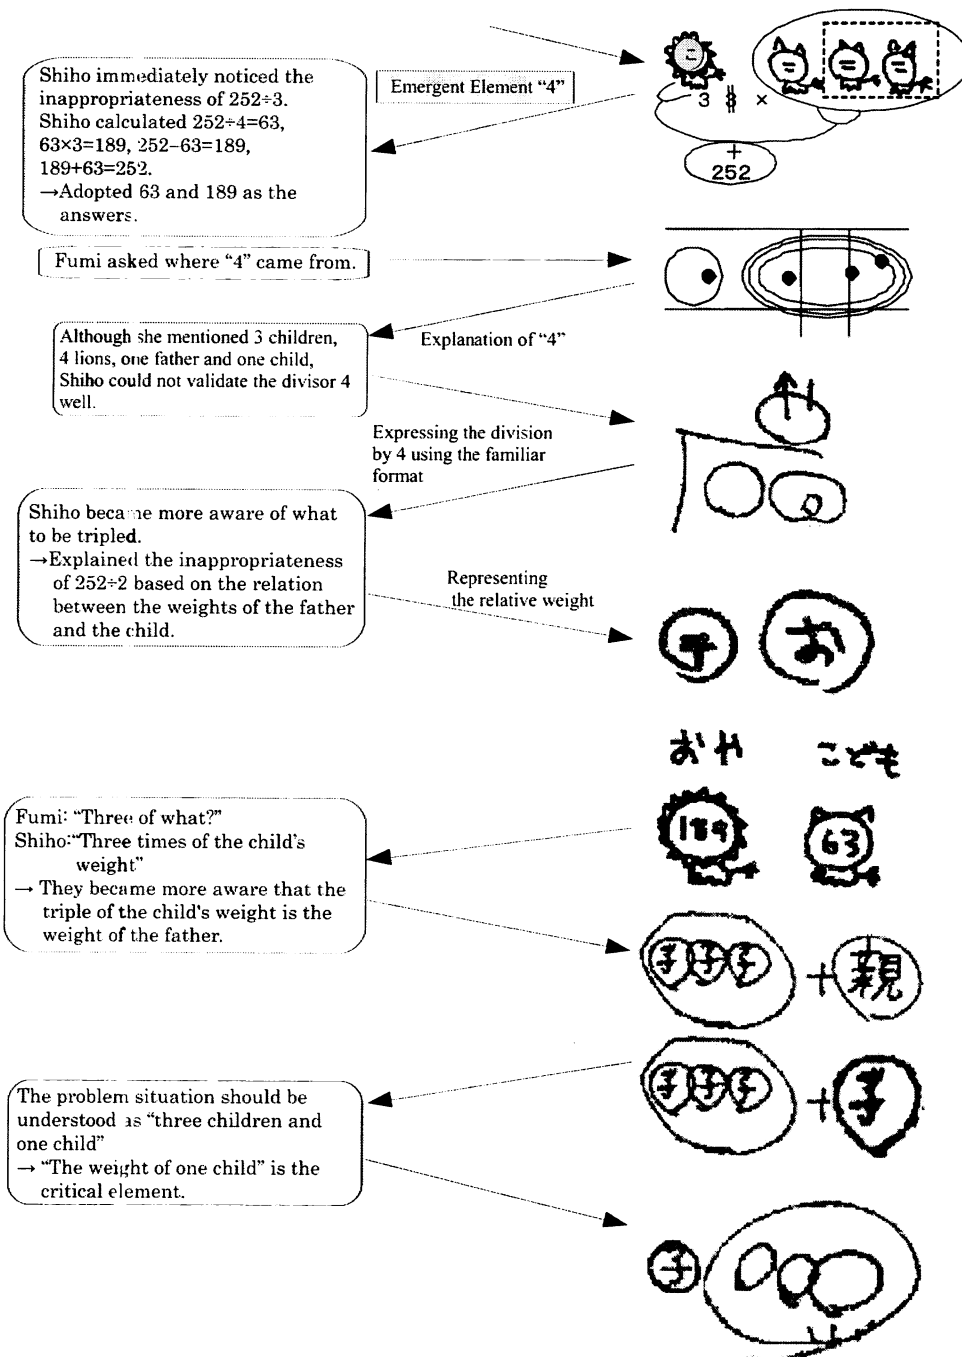 Shiho immediately noticed the
inappropriateness of 252÷3.
Shiho calculated 252÷4=63,
63×3=189, 252−63=189,
189+63=252.
→Adopted 63 and 189 as the
answers.
Emergent Element “4”
3 8 ×
+
252
Fumi asked where “4” came from.
Although she mentioned 3 children,
4 lions, one father and one child,
Shiho could not validate the divisor 4
well.
Explanation of “4”
Expressing the division
by 4 using the familiar
format
Shiho became more aware of what
to be tripled.
→Explained the inappropriateness
of 252÷2 based on the relation
between the weights of the father
and the child.
Representing
the relative weight
子 お
おや こども
189 63
Fumi: “Three of what?”
Shiho:“Three times of the child's
weight”
→ They became more aware that the
triple of the child's weight is the
weight of the father.
子 子 子 + 親
子 子 子 + 子
The problem situation should be
understood as “three children and
one child”
→ “The weight of one child” is the
critical element.
子